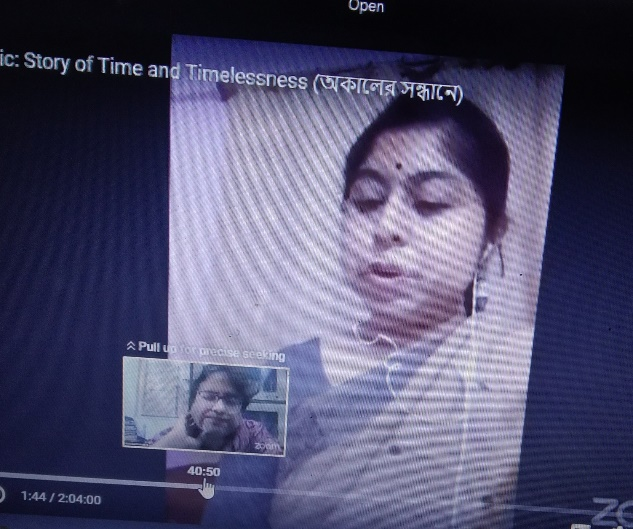 Open
ic: Story of Time and Timelessness (অকালের সন্ধানে)
Pull up for precise seeking
zoom
40:50
1:44 / 2:04:00
ZO